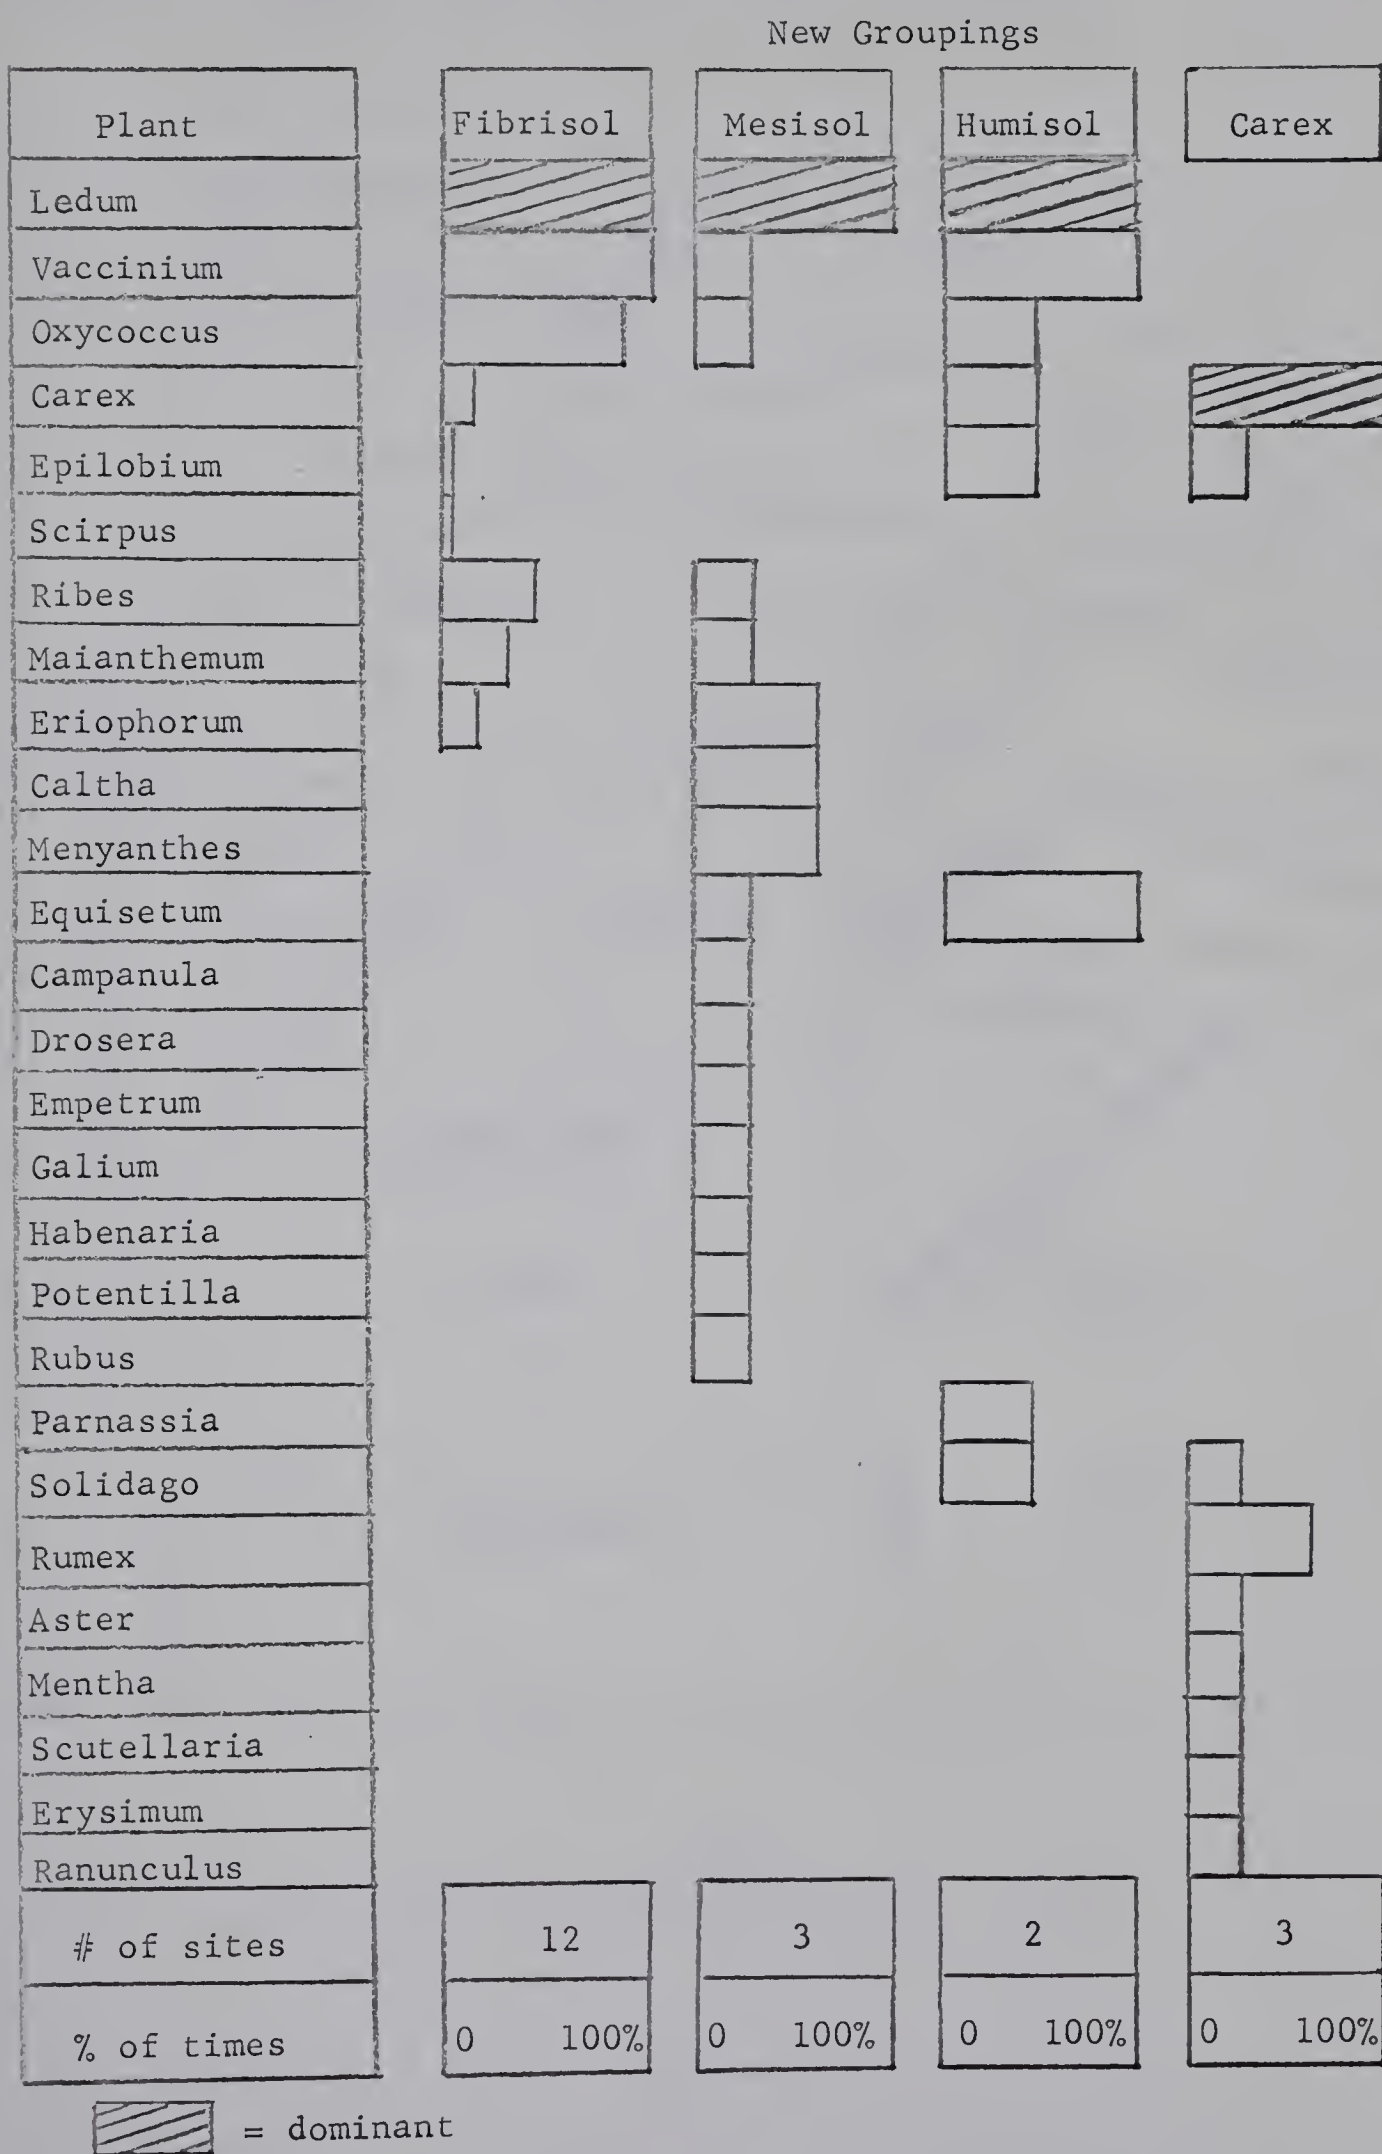 New Groupings
Plant Fibrisol Mesisol Humisol Carex
Ledum
Vaccinium
Oxycoccus
Carex
Epilobium
Scirpus
Ribes
Maianthemum
Eriophorum
Caltha
Menyanthes
Equisetum
Campanula
Drosera
Empetrum
Galium
Habenaria
Potentilla
Rubus
Parnassia
Solidago
Rumex
Aster
Mentha
Scutellaria
Erysimum
Ranunculus
# of sites 12 3 2 3
% of times 0 100% 0 100% 0 100% 0 100%
= dominant